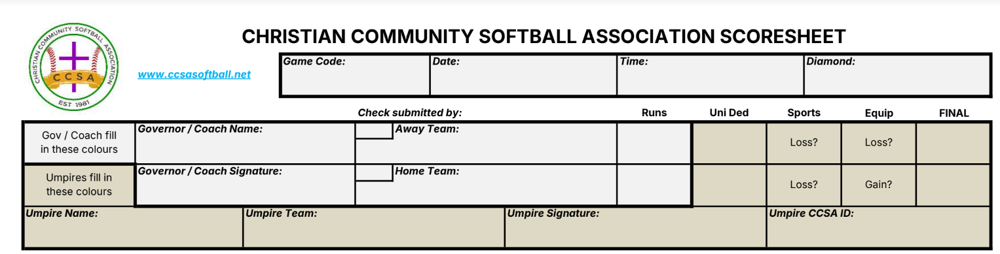 CHRISTIAN COMMUNITY SOFTBALL ASSOCIATION
CCSA
EST 1981
CHRISTIAN COMMUNITY SOFTBALL ASSOCIATION SCORESHEET
www.ccsasoftball.net
Game Code: Date: Time: Diamond:
Check submitted by: Runs Uni Ded Sports Equip FINAL
Gov / Coach fill
in these colours
Governor / Coach Name: Away Team:
Loss? Loss?
Umpires fill in
these colours
Governor / Coach Signature: Home Team:
Loss? Gain?
Umpire Name: Umpire Team: Umpire Signature: Umpire CCSA ID: